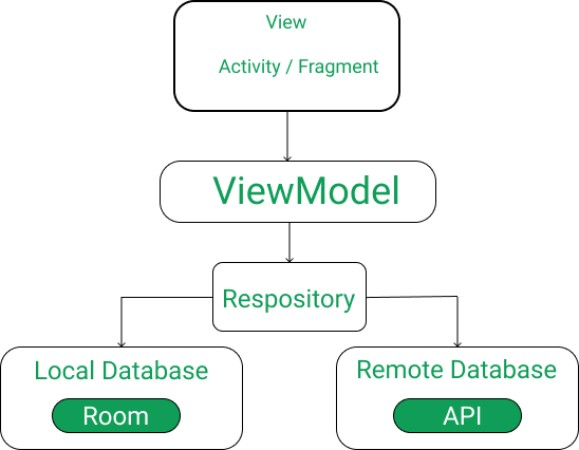 View
Activity / Fragment
ViewModel
Respository
Local Database
Room
Remote Database
API